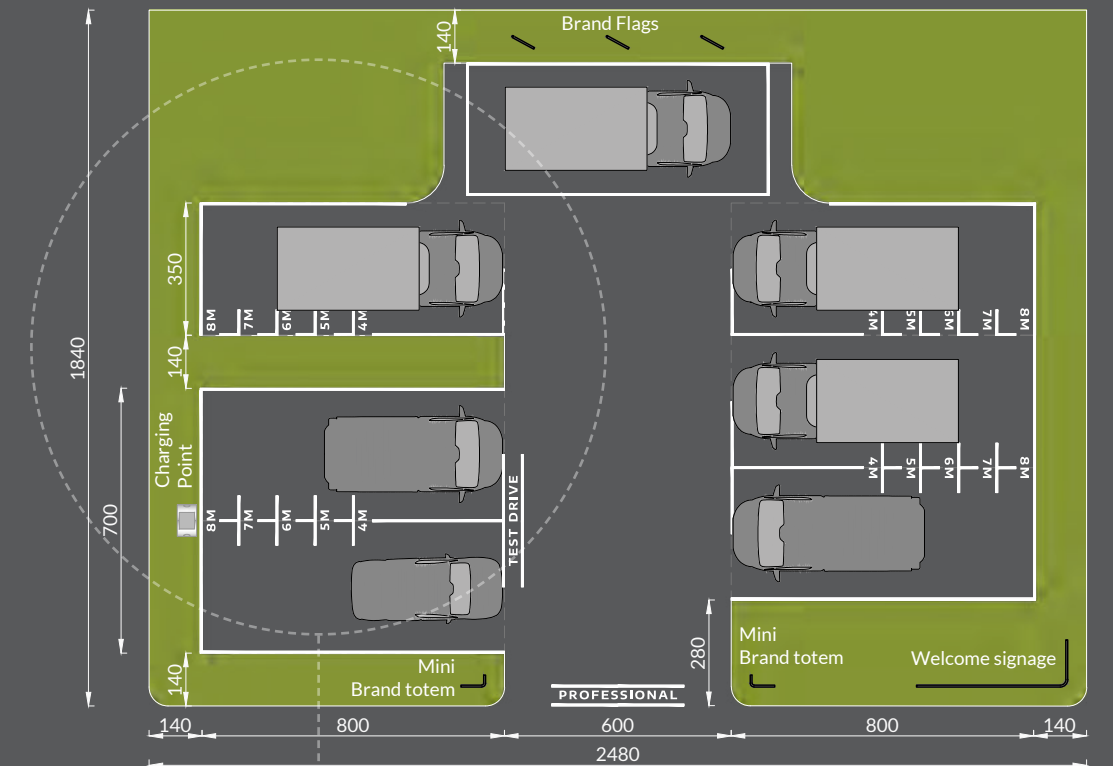 Brand Flags
140
350
8M
7M
6M
5M
4M
4M
5M
6M
7M
8M
1840
140
Charging
Point
700
8M
7M
6M
5M
4M
TEST DRIVE
4M
5M
6M
7M
8M
140
Mini
Brand totem
280
Mini
Brand totem
Welcome signage
PROFESSIONAL
140
800
600
800
140
2480